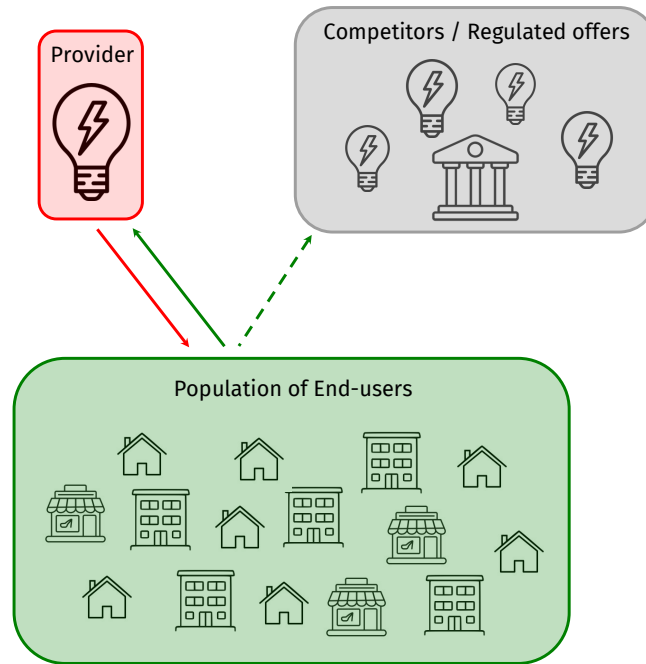 Provider
Competitors / Regulated offers
Population of End-users